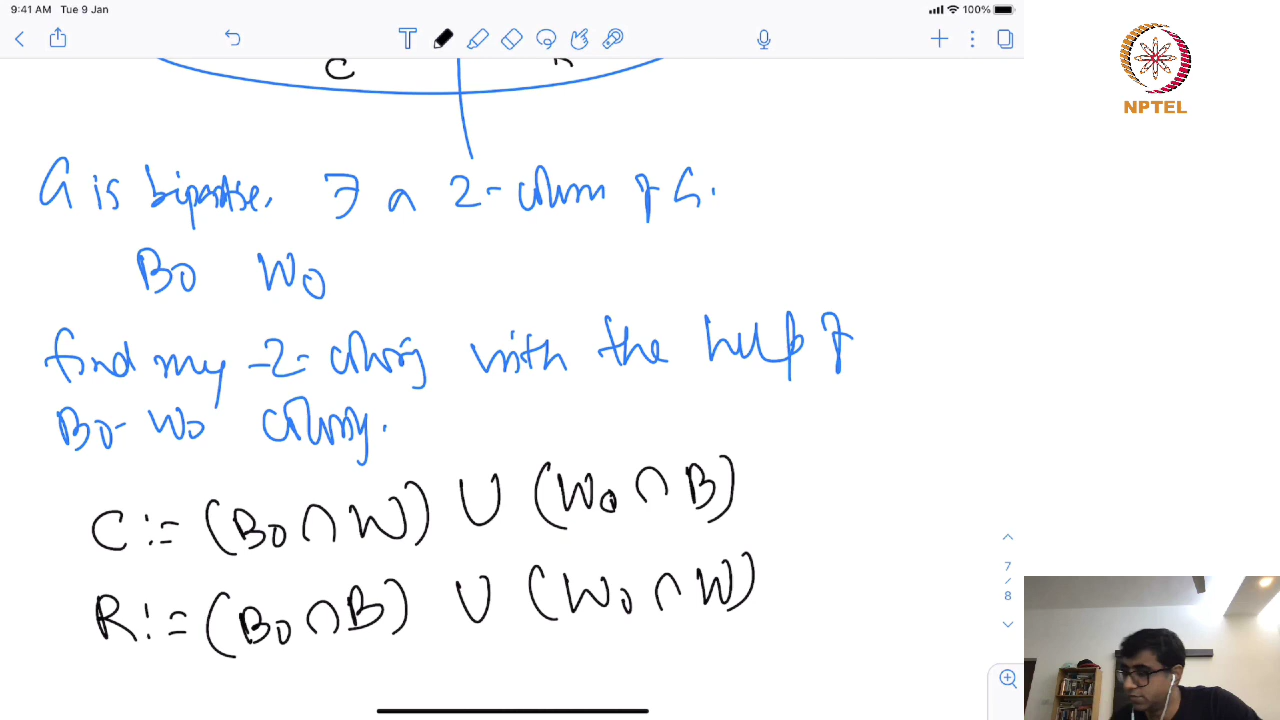 9:41 AM Tue 9 Jan
100%
T
NPTEL
C R
G is bipartite. ∃ a 2-colour of G.
B0 W0
find my -2-colouring with the help of
B0- W0 colouring.
C := (B0 ∩ W) ∪ (W0 ∩ B)
R := (B0 ∩ B) ∪ (W0 ∩ W)
7
/
8